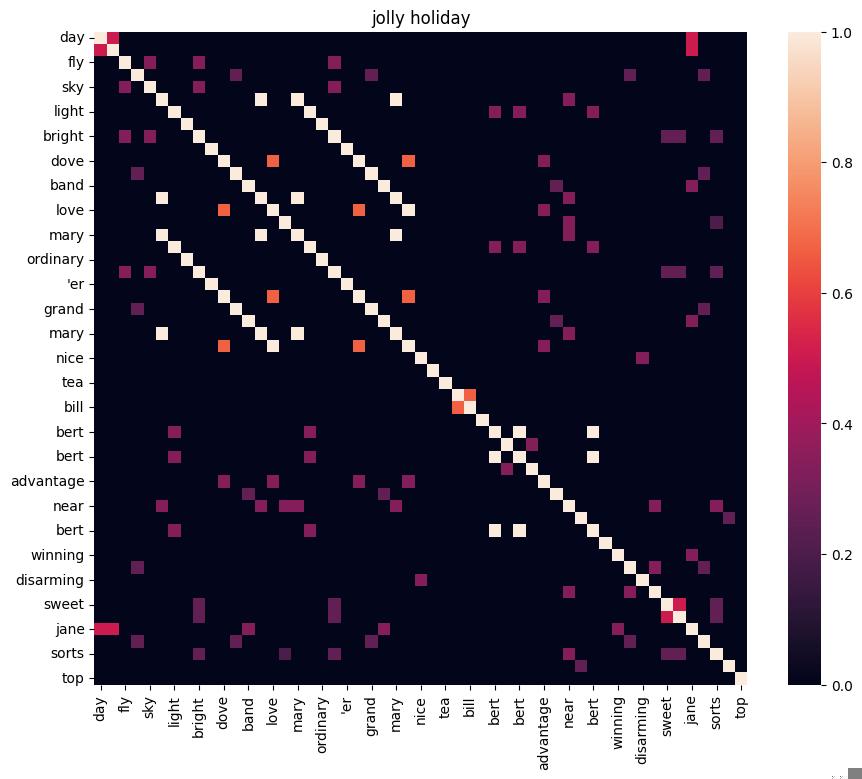 jolly holiday
day
fly
sky
light
bright
dove
band
love
mary
ordinary
'er
grand
mary
nice
tea
bill
bert
bert
advantage
near
bert
winning
disarming
sweet
jane
sorts
top
1.0
0.8
0.6
0.4
0.2
0.0
day
fly
sky
light
bright
dove
band
love
mary
ordinary
'er
grand
mary
nice
tea
bill
bert
bert
advantage
near
bert
winning
disarming
sweet
jane
sorts
top